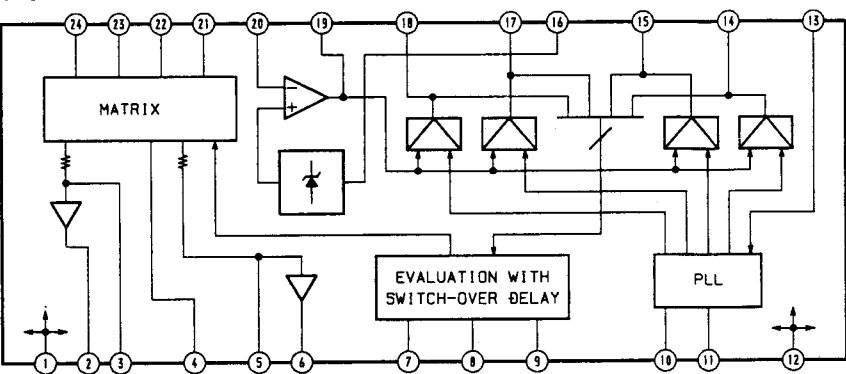 24 23 22 21 20 19 18 17 16 15 14 13
MATRIX
−
+
EVALUATION WITH
SWITCH-OVER DELAY
PLL
1 2 3 4 5 6 7 8 9 10 11 12